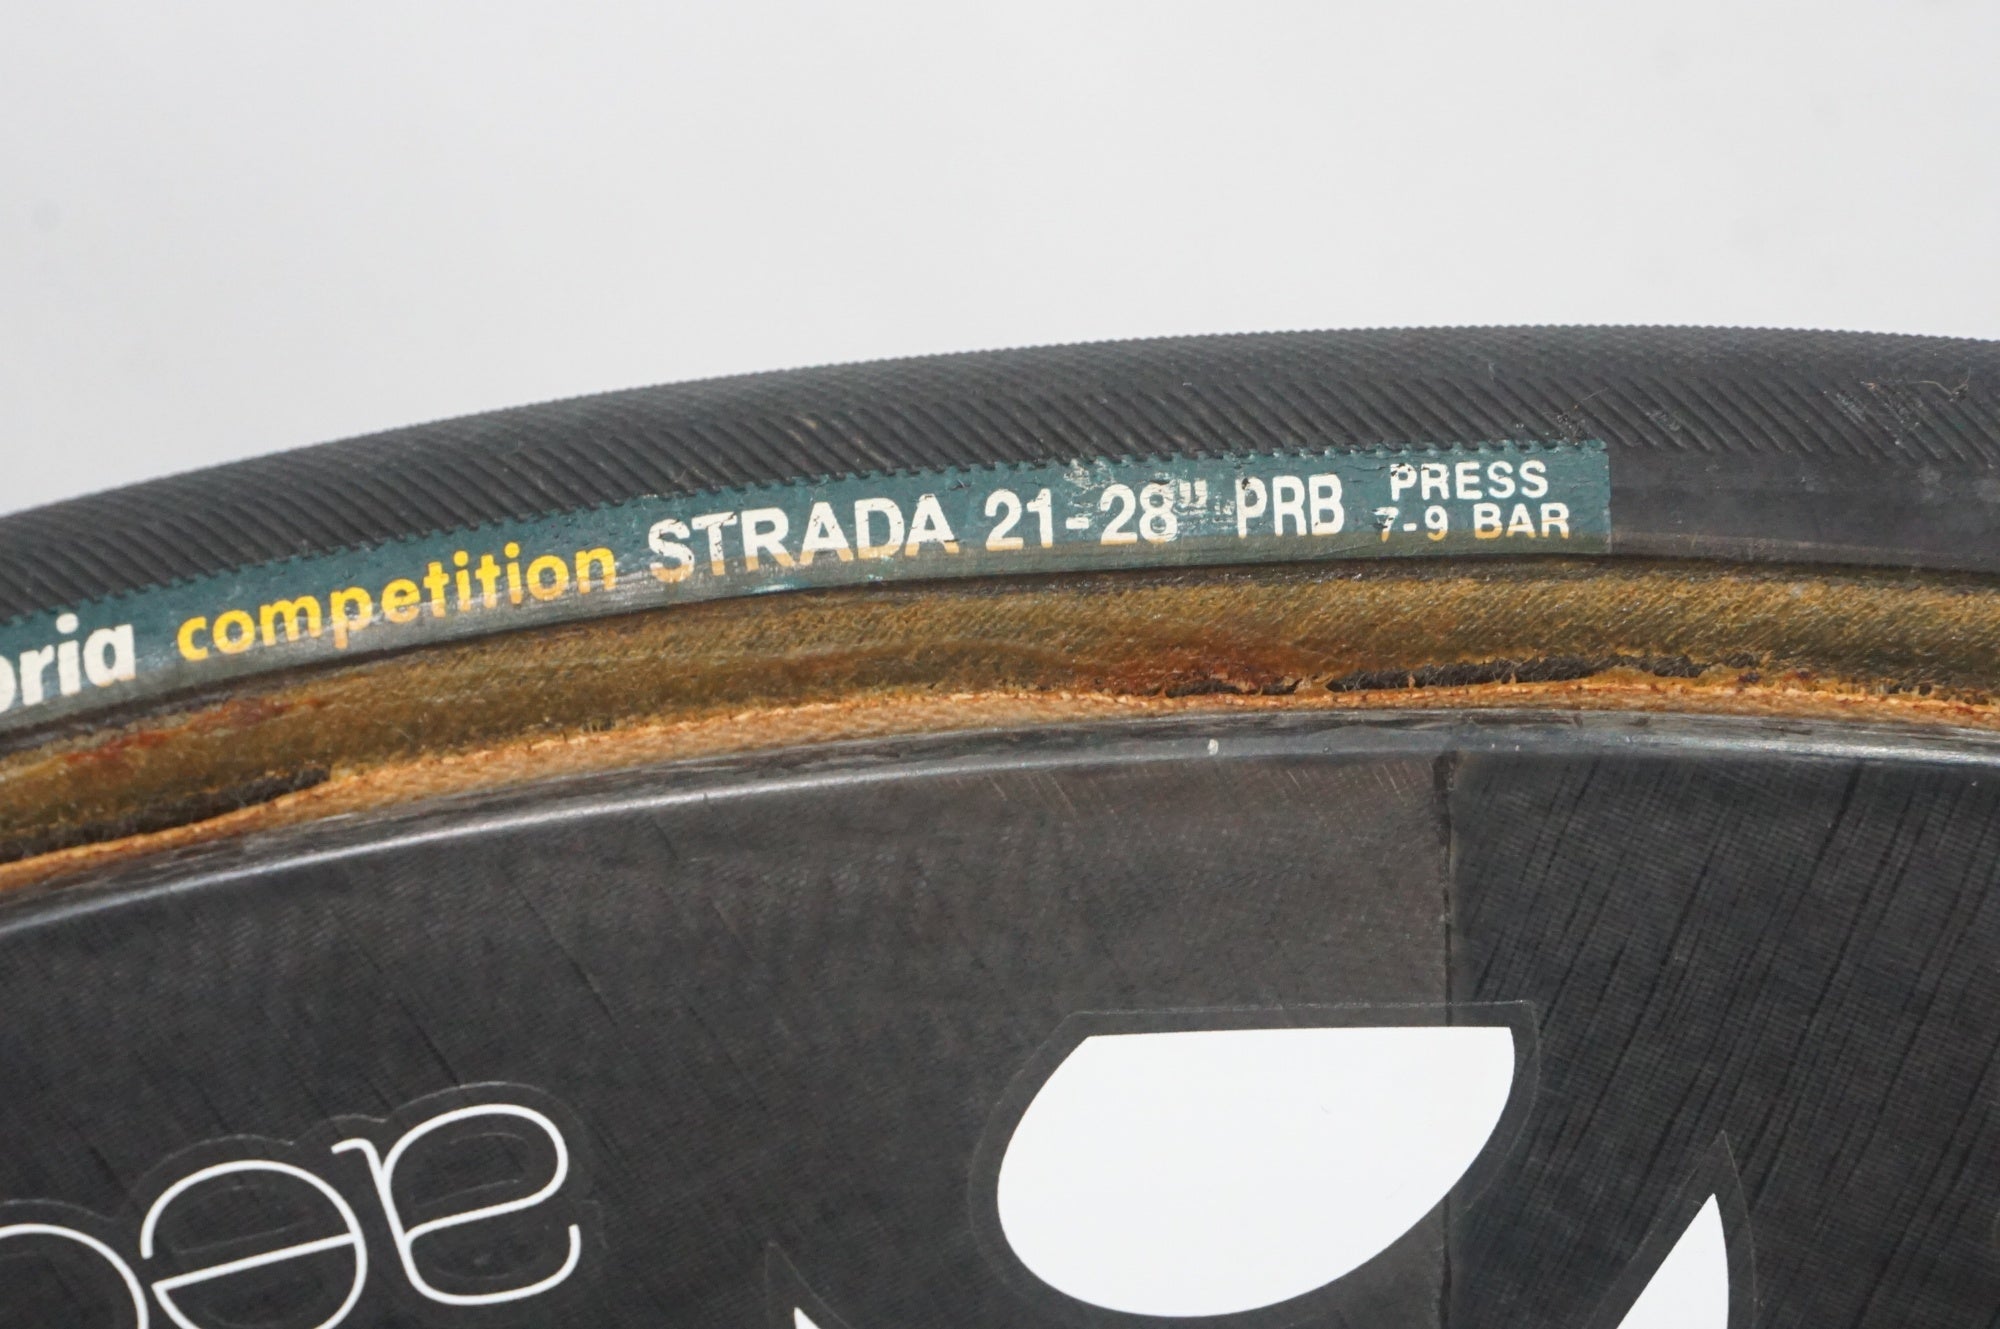 oria competition STRADA 21-28" PRB PRESS
7-9 BAR